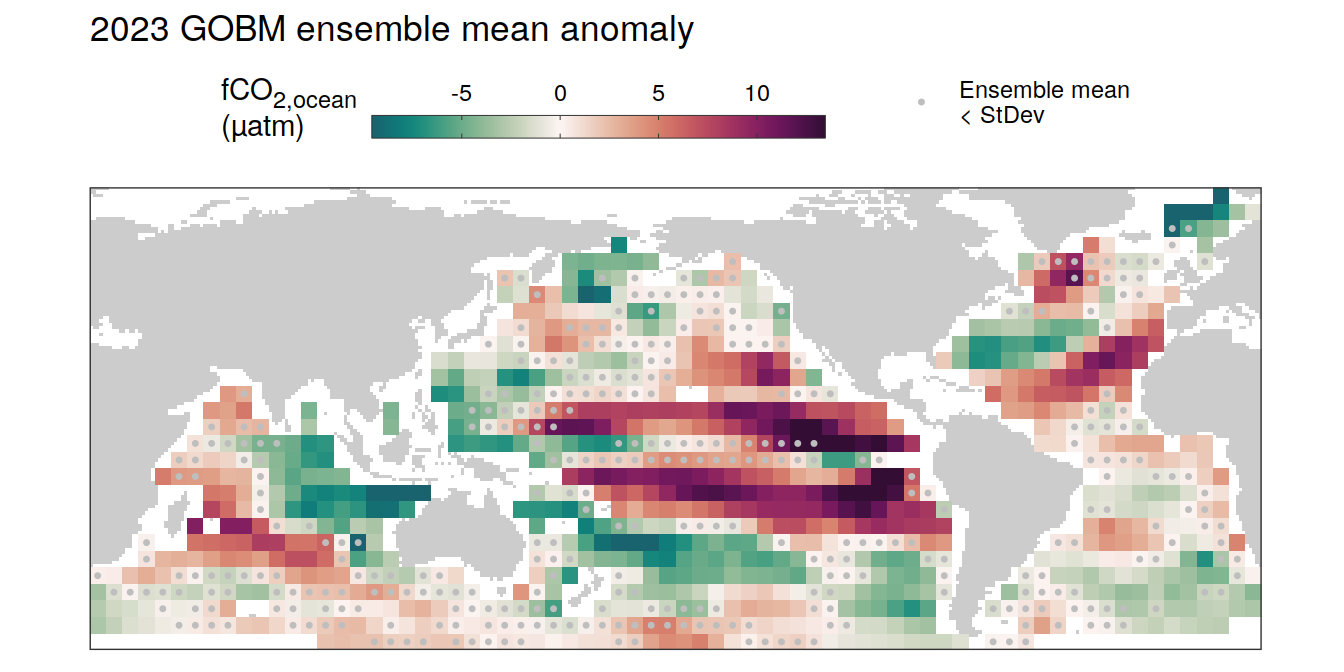 2023 GOBM ensemble mean anomaly
fCO2,ocean
(µatm)
-5 0 5 10
Ensemble mean
< StDev